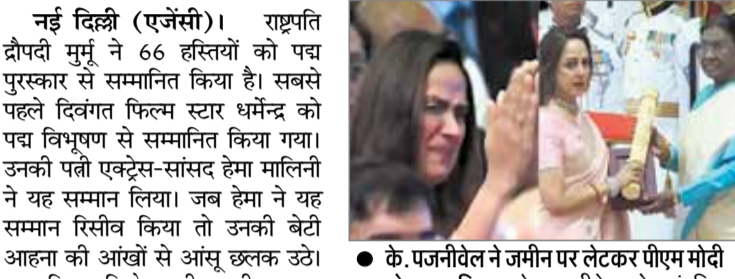 नई दिल्ली (एजेंसी)। राष्ट्रपति
द्रौपदी मुर्मू ने 66 हस्तियों को पद्म
पुरस्कार से सम्मानित किया है। सबसे
पहले दिवंगत फिल्म स्टार धर्मेन्द्र को
पद्म विभूषण से सम्मानित किया गया।
उनकी पत्नी एक्ट्रेस-सांसद हेमा मालिनी
ने यह सम्मान लिया। जब हेमा ने यह
सम्मान रिसीव किया तो उनकी बेटी
आहना की आंखों से आंसू छलक उठे।
● के. पजनीवेल ने जमीन पर लेटकर पीएम मोदी